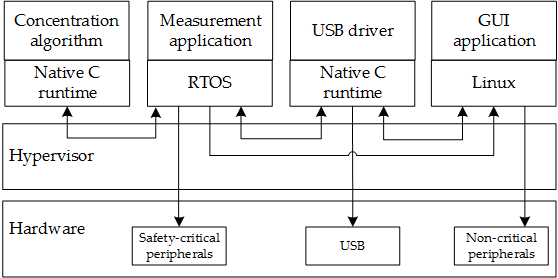 Concentration
algorithm
Measurement
application
USB driver
GUI
application
Native C
runtime
RTOS
Native C
runtime
Linux
Hypervisor
Hardware
Safety-critical
peripherals
USB
Non-critical
peripherals